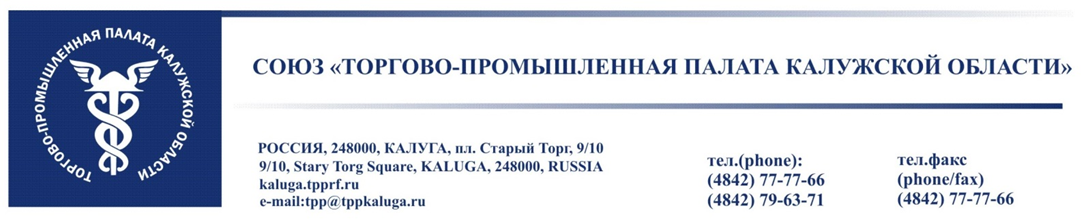 ТОРГОВО-ПРОМЫШЛЕННАЯ ПАЛАТА КАЛУЖСКОЙ ОБЛАСТИ
СОЮЗ «ТОРГОВО-ПРОМЫШЛЕННАЯ ПАЛАТА КАЛУЖСКОЙ ОБЛАСТИ»
РОССИЯ, 248000, КАЛУГА, пл. Старый Торг, 9/10
9/10, Stary Torg Square, KALUGA, 248000, RUSSIA
kaluga.tpprf.ru
e-mail:tpp@tppkaluga.ru
тел.(phone):
(4842) 77-77-66
(4842) 79-63-71
тел.факс
(phone/fax)
(4842) 77-77-66